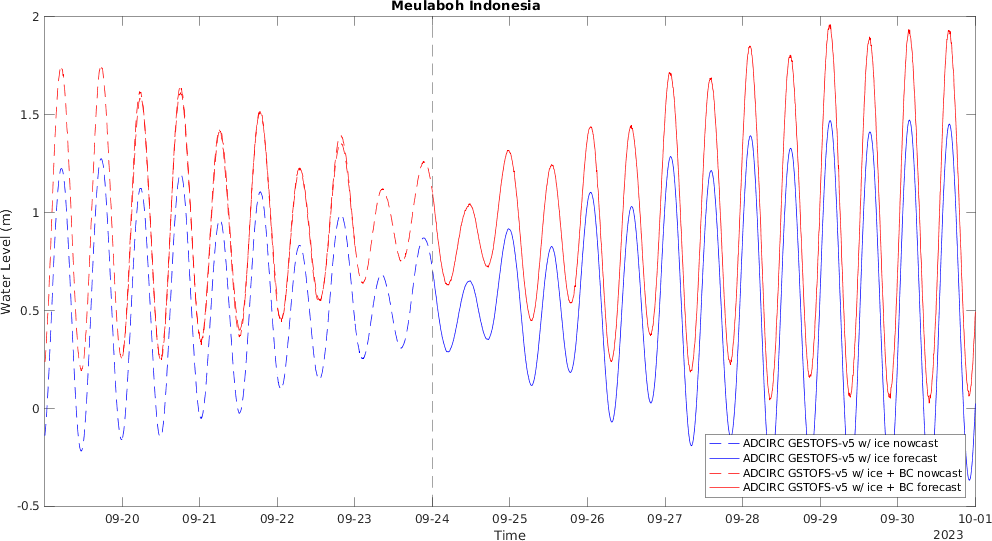 Meulaboh Indonesia
Water Level (m)
2
1.5
1
0.5
0
-0.5
ADCIRC GESTOFS-v5 w/ ice nowcast
ADCIRC GESTOFS-v5 w/ ice forecast
ADCIRC GSTOFS-v5 w/ ice + BC nowcast
ADCIRC GSTOFS-v5 w/ ice + BC forecast
09-20 09-21 09-22 09-23 09-24 09-25 09-26 09-27 09-28 09-29 09-30 10-01
Time
2023